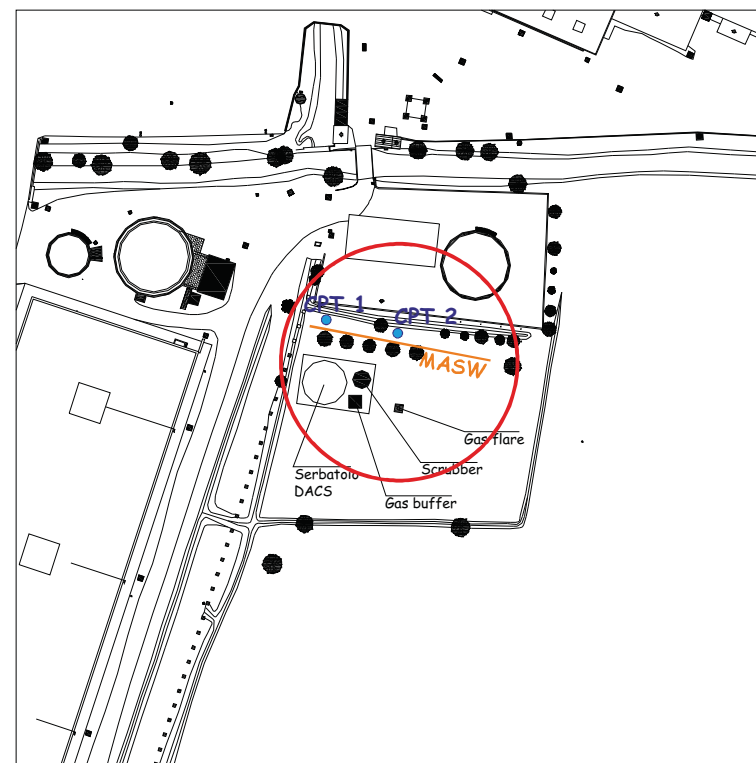 CPT 1
CPT 2
MASW
Gas flare
Scrubber
Serbatoio
DACS
Gas buffer